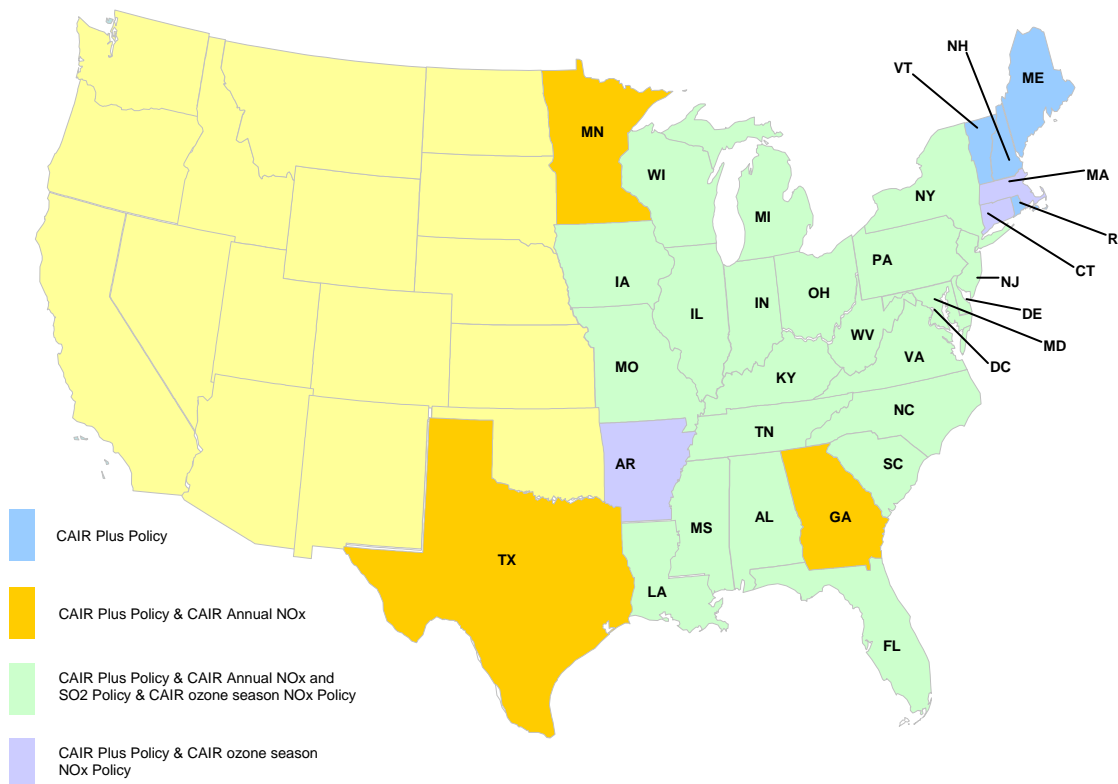 NH
VT
ME
MN
MA
WI
NY
MI
R
CT
PA
NJ
IA
OH
IN
IL
DE
WV
MD
VA
DC
MO
KY
NC
TN
AR
SC
GA
AL
MS
CAIR Plus Policy
TX
LA
CAIR Plus Policy & CAIR Annual NOx
FL
CAIR Plus Policy & CAIR Annual NOx and
SO2 Policy & CAIR ozone season NOx Policy
CAIR Plus Policy & CAIR ozone season
NOx Policy